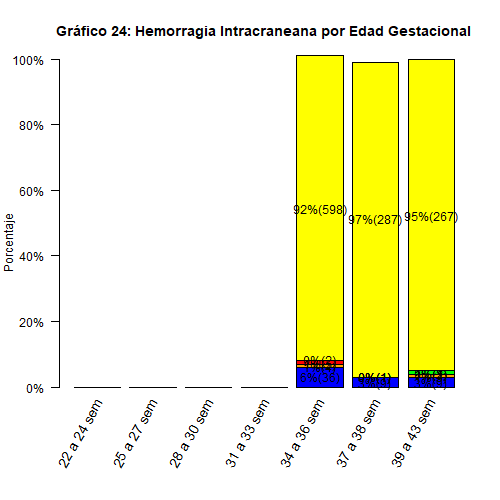 Gráfico 24: Hemorragia Intracraneana por Edad Gestacional
Porcentaje
100%
80%
60%
40%
20%
0%
92%(598)
97%(287)
95%(267)
0%(1)
22 a 24 sem
25 a 27 sem
28 a 30 sem
31 a 33 sem
34 a 36 sem
37 a 38 sem
39 a 43 sem